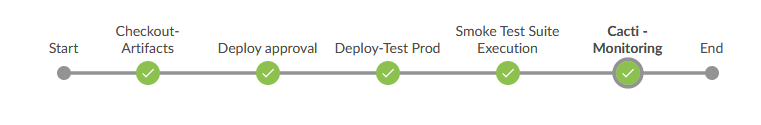 Start
Checkout-
Artifacts
Deploy approval
Deploy-Test Prod
Smoke Test Suite
Execution
Cacti -
Monitoring
End